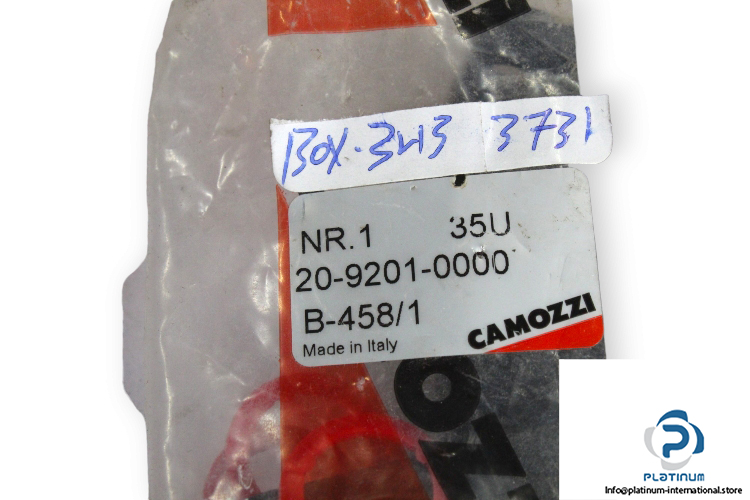 BOX-343 3731
NR.1 35U
20-9201-0000
B-458/1
CAMOZZI
Made in Italy
OZ
PLATINUM
Info@platinum-international.store